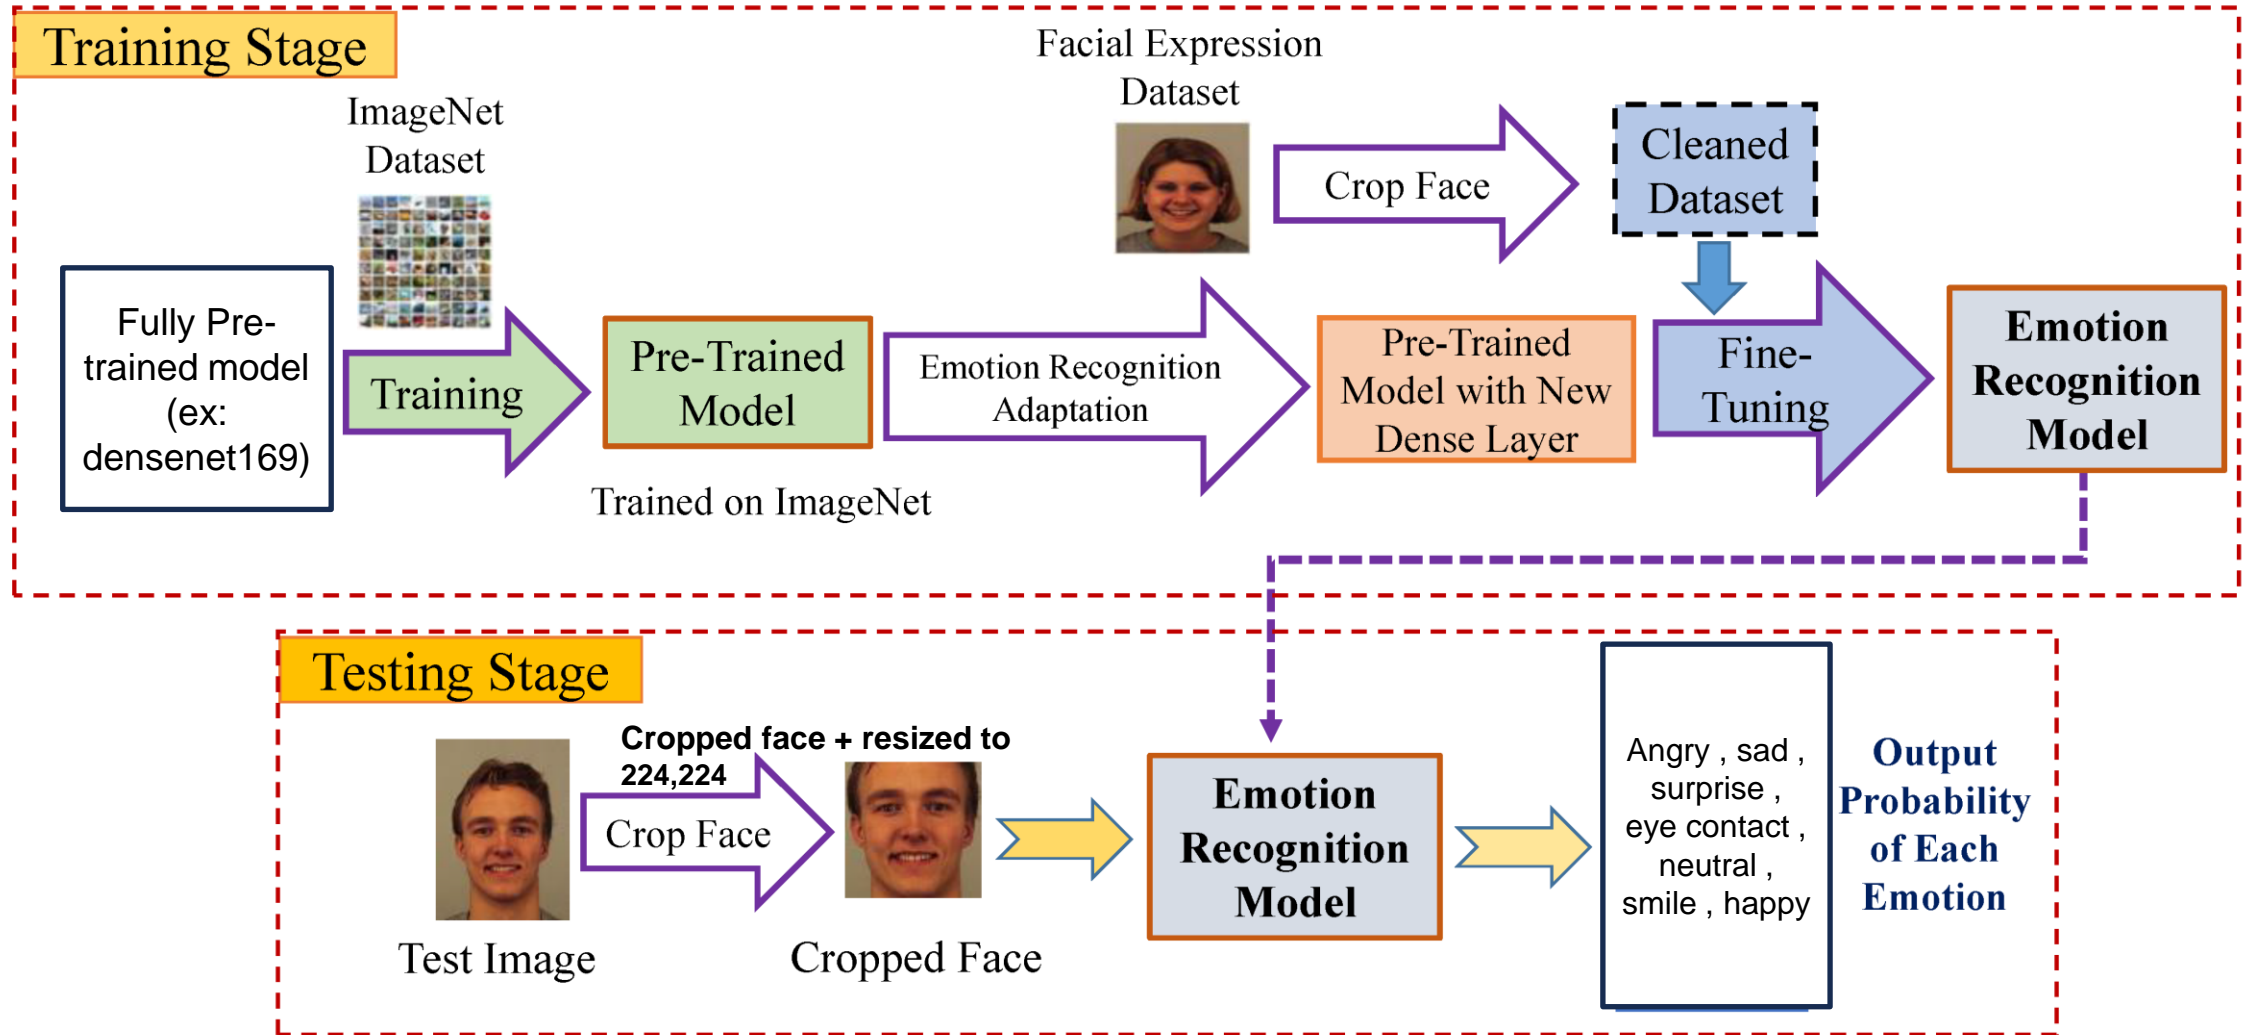 Training Stage
ImageNet
Dataset
Facial Expression
Dataset
Crop Face
Cleaned
Dataset
Fully Pre-
trained model
(ex:
densenet169)
Training
Pre-Trained
Model
Trained on ImageNet
Emotion Recognition
Adaptation
Pre-Trained
Model with New
Dense Layer
Fine-
Tuning
Emotion
Recognition
Model
Testing Stage
Test Image
Cropped face + resized to
224,224
Crop Face
Cropped Face
Emotion
Recognition
Model
Angry , sad ,
surprise ,
eye contact ,
neutral ,
smile , happy
Output
Probability
of Each
Emotion